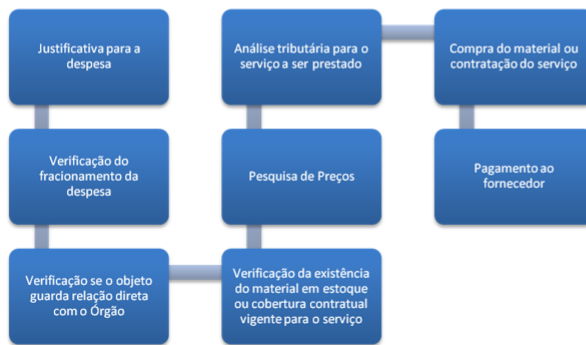 Justificativa para a
despesa
Verificação do
fracionamento da
despesa
Verificação se o objeto
guarda relação direta
com o Órgão
Verificação da existência
do material em estoque
ou cobertura contratual
vigente para o serviço
Pesquisa de Preços
Análise tributária para o
serviço a ser prestado
Compra do material ou
contratação do serviço
Pagamento ao
fornecedor